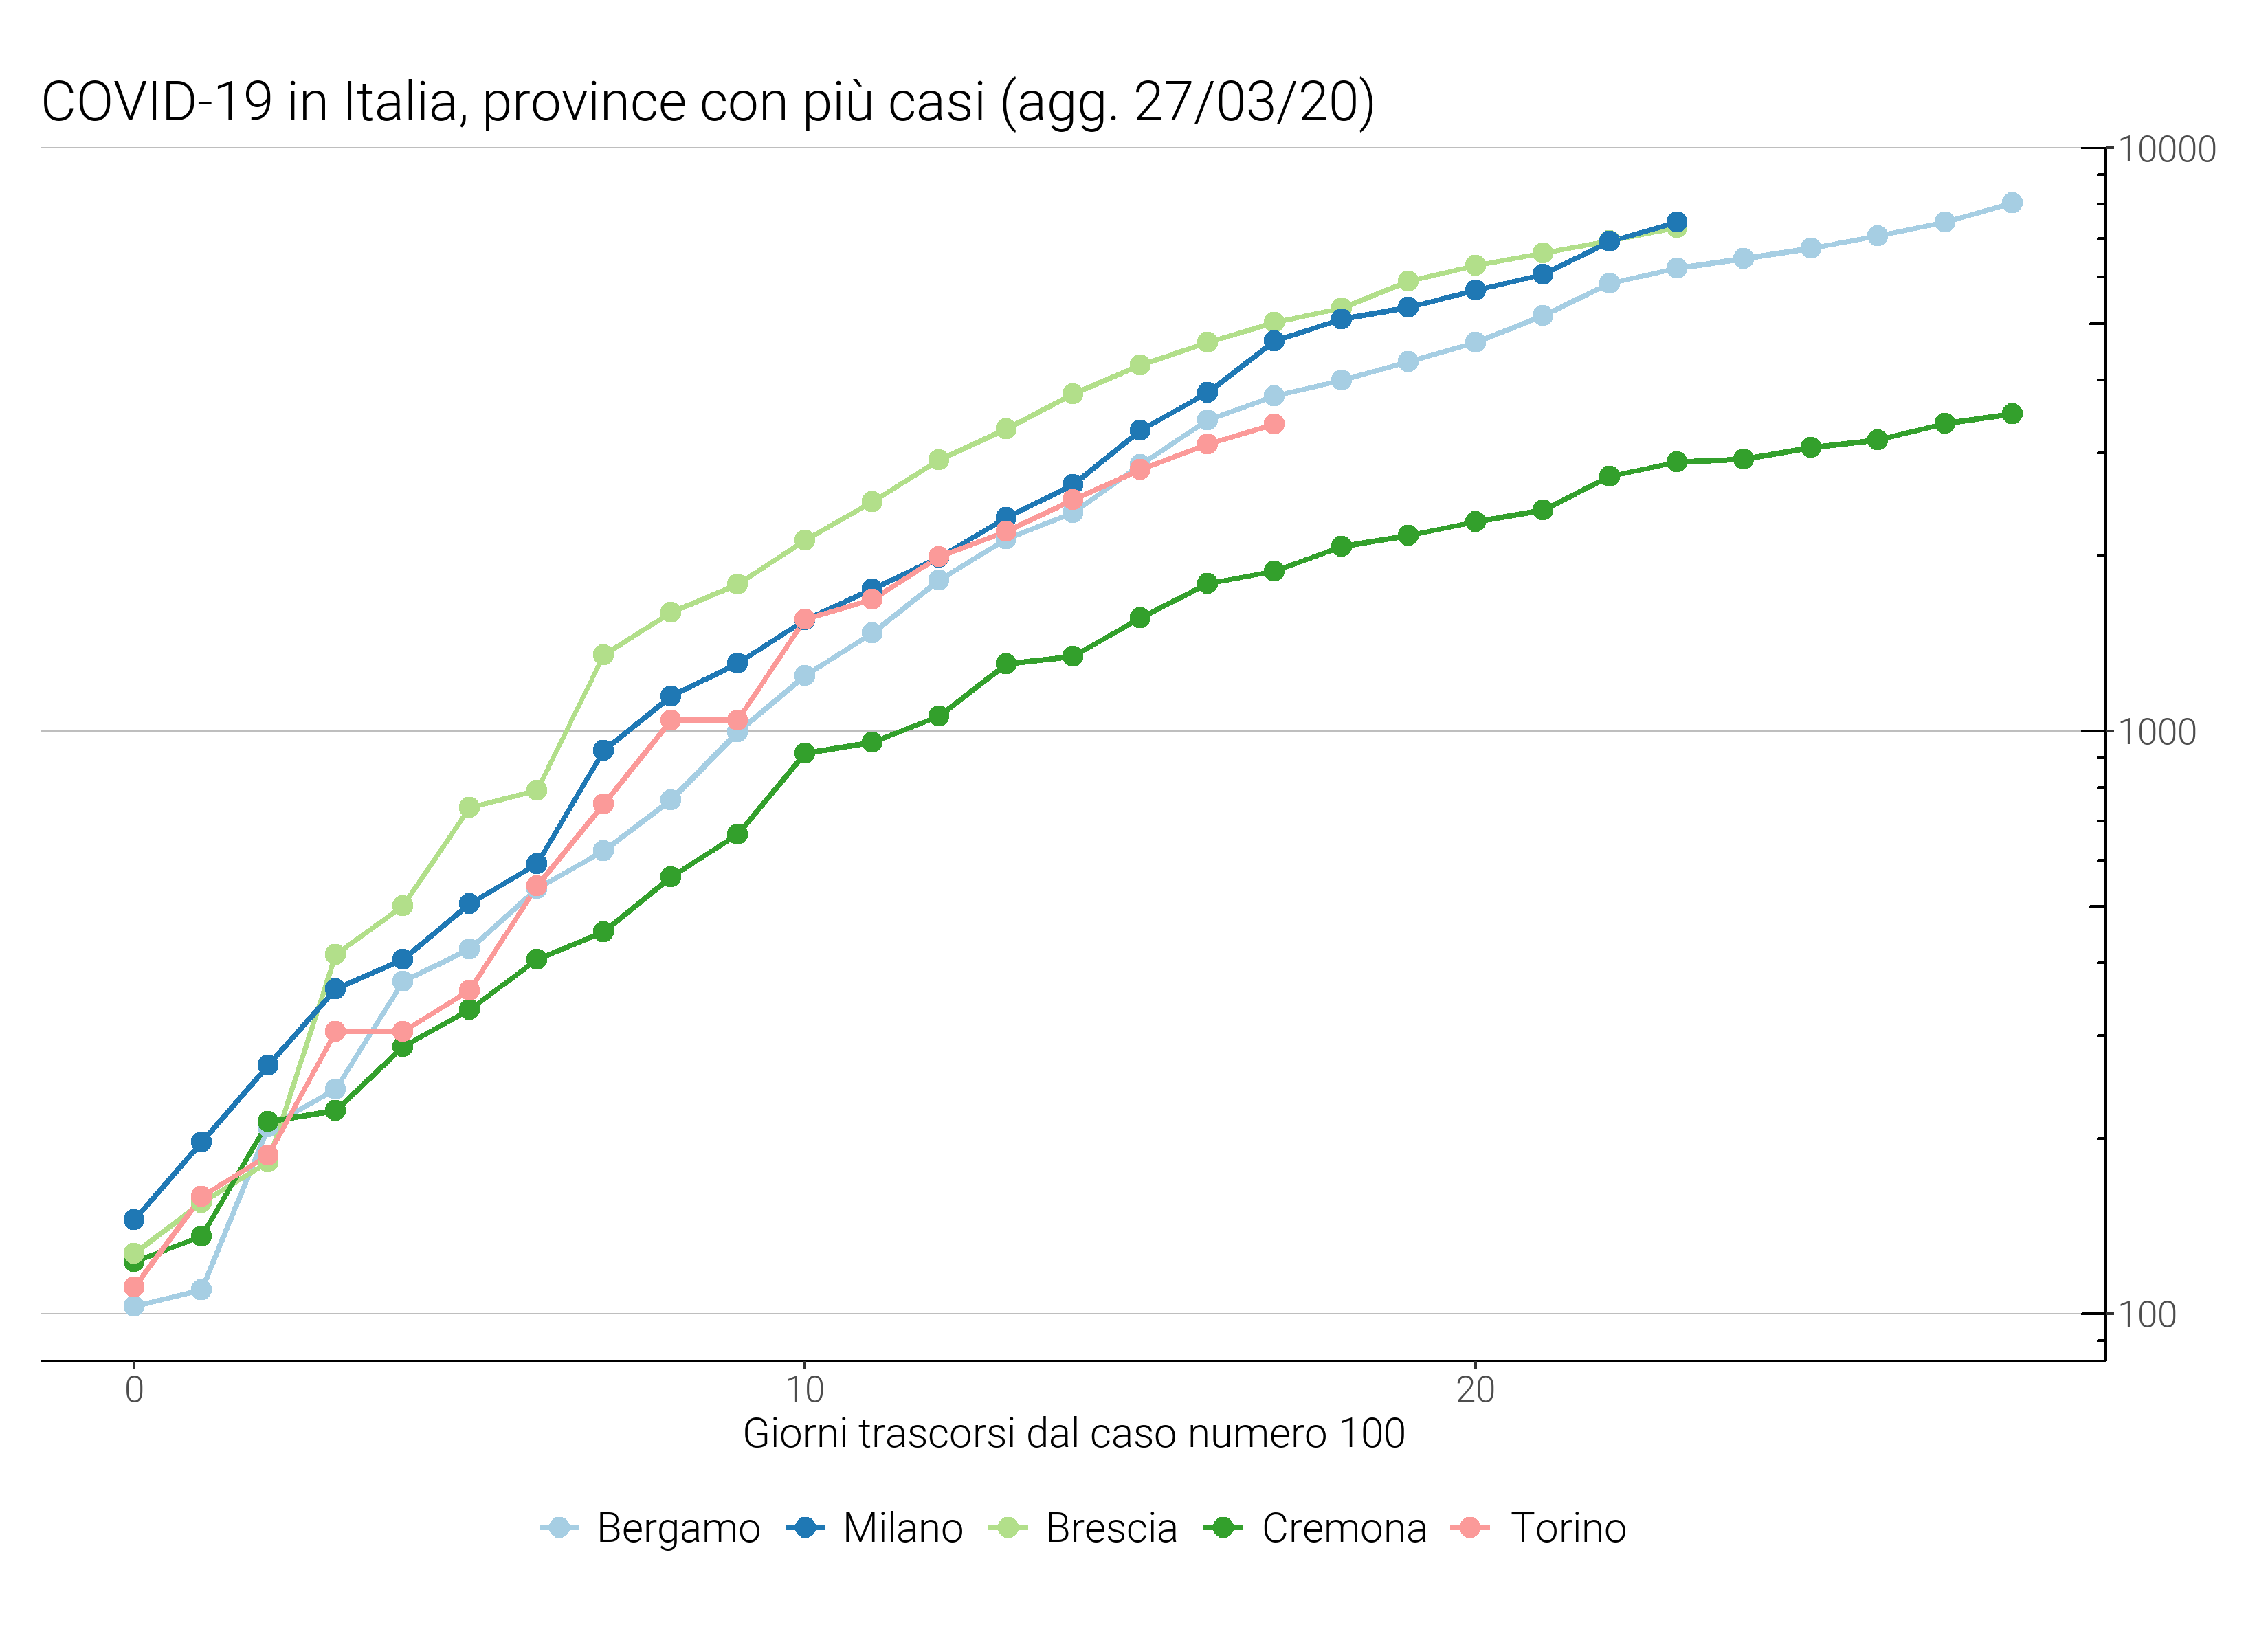 COVID-19 in Italia, province con più casi (agg. 27/03/20)
10000
1000
100
0 10 20
Giorni trascorsi dal caso numero 100
Bergamo Milano Brescia Cremona Torino